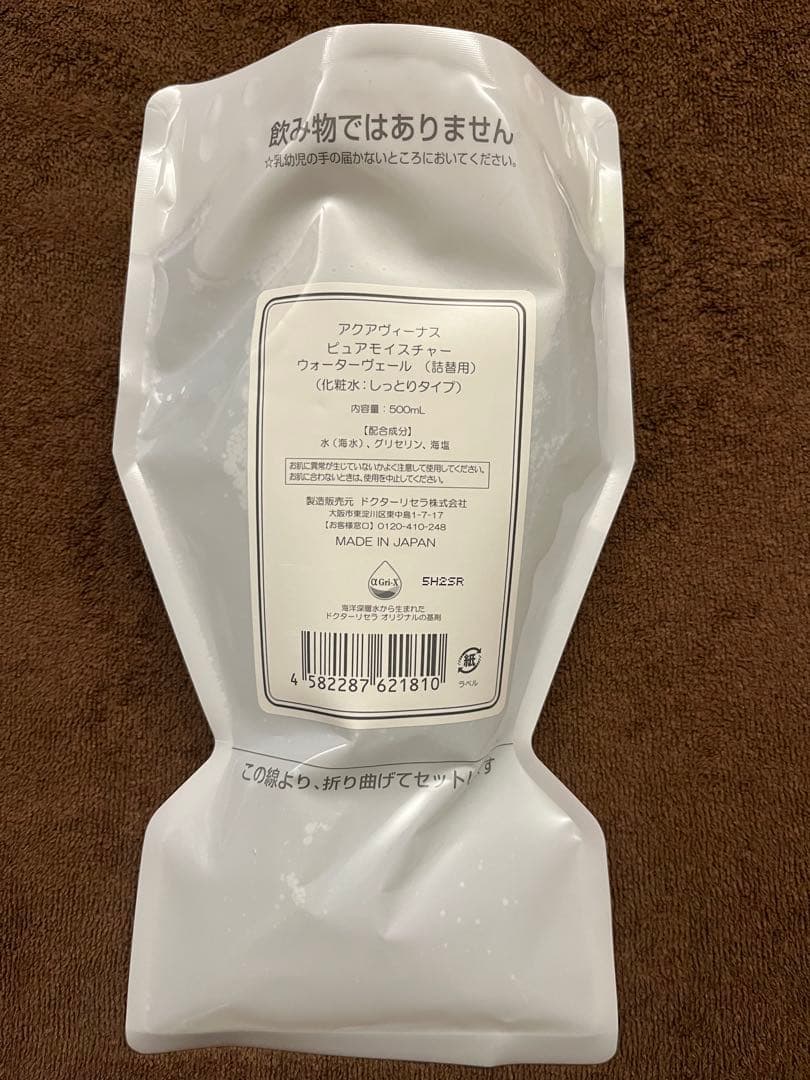 飲み物ではありません
☆乳幼児の手の届かないところにおいてください。
アクアヴィーナス
ピュアモイスチャー
ウォーターヴェール (詰替用)
(化粧水:しっとりタイプ)
内容量:500mL
【配合成分】
水(海水)、グリセリン、海塩
お肌に異常が生じていないかよく注意して使用してください。
お肌に合わないときは、使用を中止してください。
製造販売元 ドクターリセラ株式会社
大阪市東淀川区東中島1-7-17
【お客様窓口】0120-410-248
MADE IN JAPAN
αGri-X
5H2SR
海洋深層水から生まれた
ドクターリセラ オリジナルの基剤
紙
ラベル
4 582287 621810
この線より、折り曲げてセット